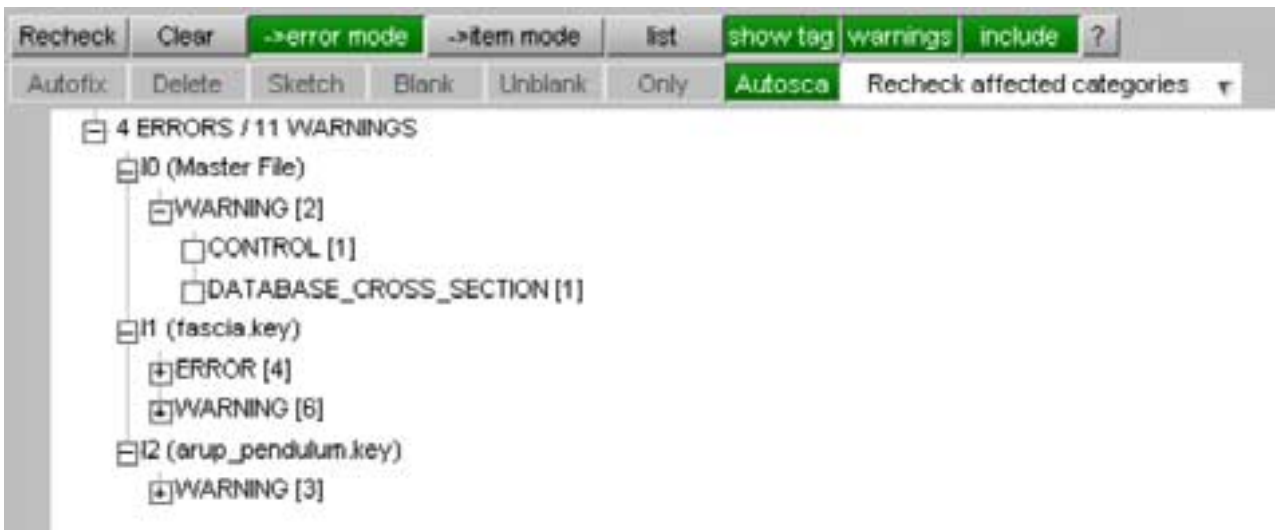 Recheck Clear ->error mode ->item mode list show tag warnings include ?
Autofix Delete Sketch Blank Unblank Only Autosca Recheck affected categories
4 ERRORS / 11 WARNINGS
I0 (Master File)
WARNING [2]
CONTROL [1]
DATABASE_CROSS_SECTION [1]
I1 (fascia.key)
ERROR [4]
WARNING [6]
I2 (arup_pendulum.key)
WARNING [3]